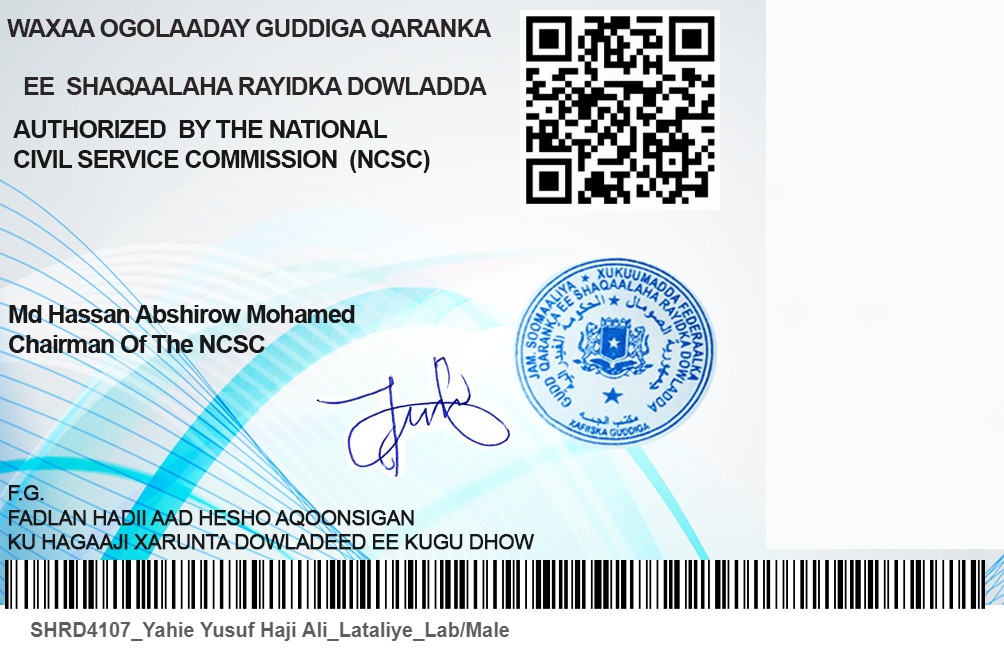 WAXAA OGOLAADAY GUDDIGA QARANKA
EE SHAQAALAHA RAYIDKA DOWLADDA
AUTHORIZED BY THE NATIONAL
CIVIL SERVICE COMMISSION (NCSC)
Md Hassan Abshirow Mohamed
Chairman Of The NCSC
GUDD JAM. SOOMAALIYA ★ XUKUUMADDA FEDERAALKA
QARANKA EE SHAQAALAHA RAYIDKA DOWLADDA
XAFIISKA GUDDIGA
F.G.
FADLAN HADII AAD HESHO AQOONSIGAN
KU HAGAAJI XARUNTA DOWLADEED EE KUGU DHOW
SHRD4107_Yahie Yusuf Haji Ali_Lataliye_Lab/Male